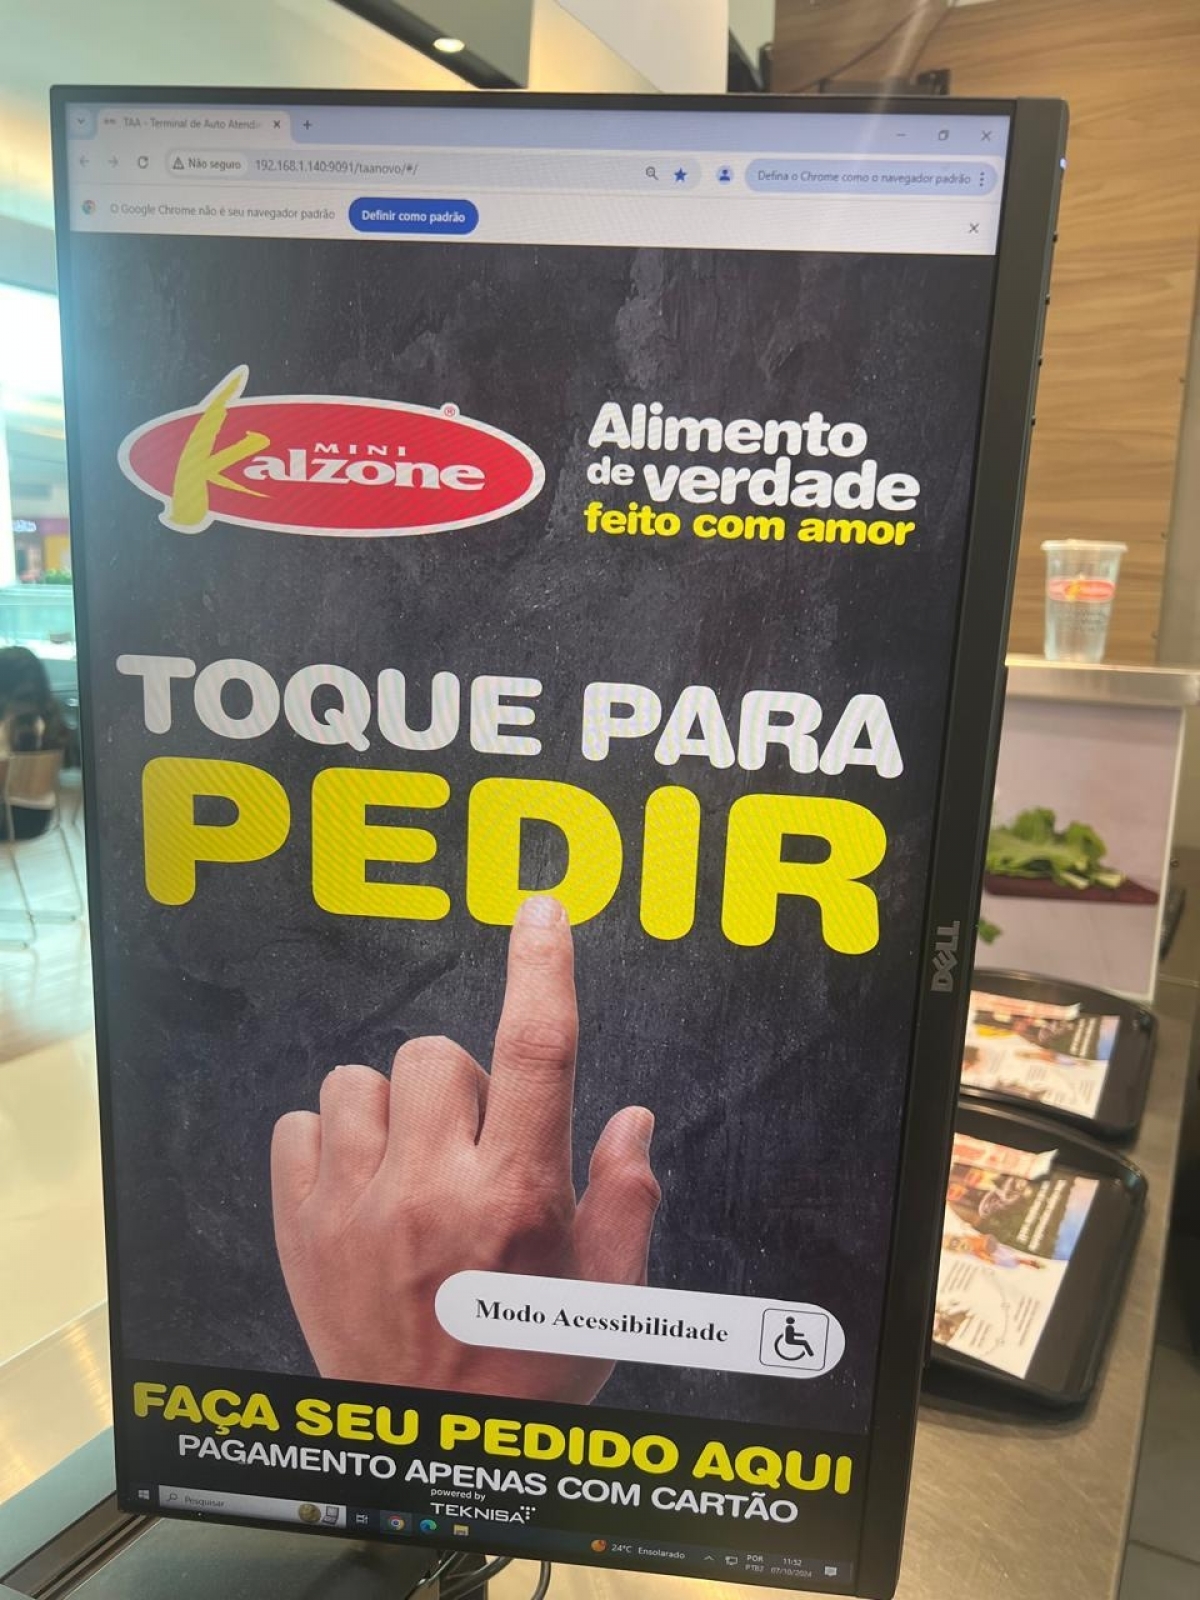 TAA - Terminal de Auto Atendi
Não seguro 192.168.1.140:9091/taanovo/#/
Defina o Chrome como o navegador padrão
O Google Chrome não é seu navegador padrão
Definir como padrão
MINI
Kalzone®
Alimento
de verdade
feito com amor
TOQUE PARA
PEDIR
DELL
Modo Acessibilidade
FAÇA SEU PEDIDO AQUI
PAGAMENTO APENAS COM CARTÃO
powered by
TEKNISA
Pesquisar
24°C Ensolarado
POR
PTB2
11:52
07/10/2024